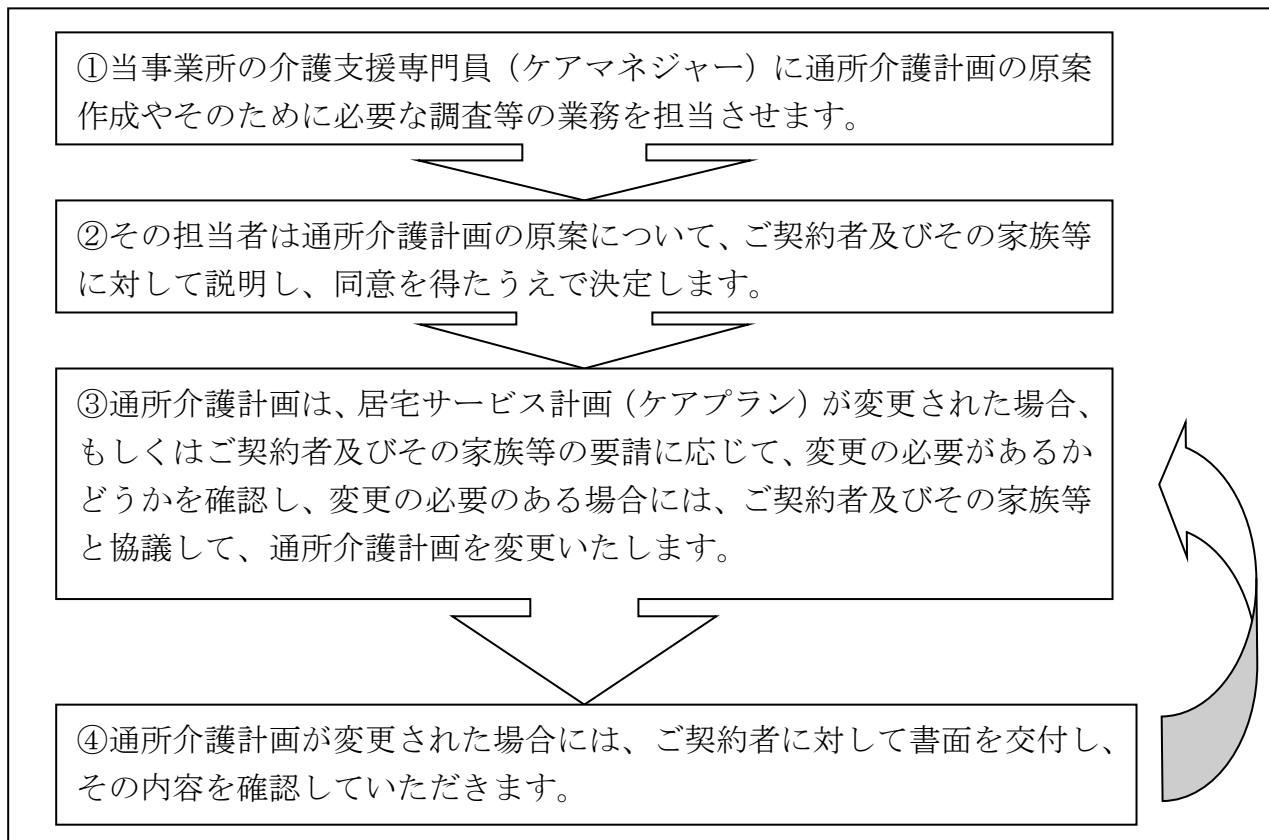 ①当事業所の介護支援専門員（ケアマネジャー）に通所介護計画の原案
作成やそのために必要な調査等の業務を担当させます。
②その担当者は通所介護計画の原案について、ご契約者及びその家族等
に対して説明し、同意を得たうえで決定します。
③通所介護計画は、居宅サービス計画（ケアプラン）が変更された場合、
もしくはご契約者及びその家族等の要請に応じて、変更の必要があるか
どうかを確認し、変更の必要のある場合には、ご契約者及びその家族等
と協議して、通所介護計画を変更いたします。
④通所介護計画が変更された場合には、ご契約者に対して書面を交付し、
その内容を確認していただきます。